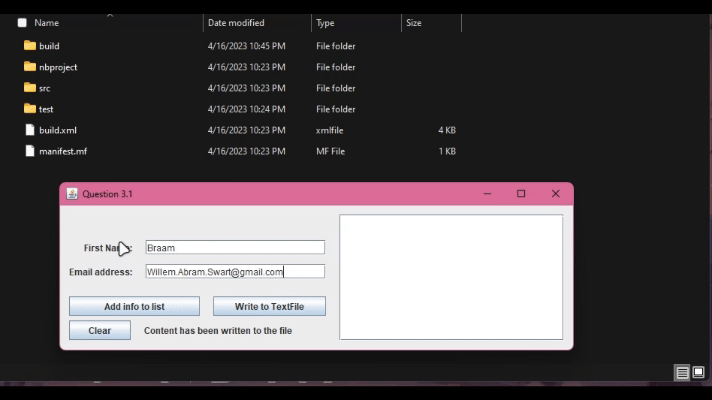 Name Date modified Type Size
build 4/16/2023 10:45 PM File folder
nbproject 4/16/2023 10:23 PM File folder
src 4/16/2023 10:23 PM File folder
test 4/16/2023 10:24 PM File folder
build.xml 4/16/2023 10:23 PM xmlfile 4 KB
manifest.mf 4/16/2023 10:23 PM MF File 1 KB
Question 3.1
First Name: Braam
Email address: Willem.Abram.Swart@gmail.com
Add info to list Write to TextFile
Clear Content has been written to the file